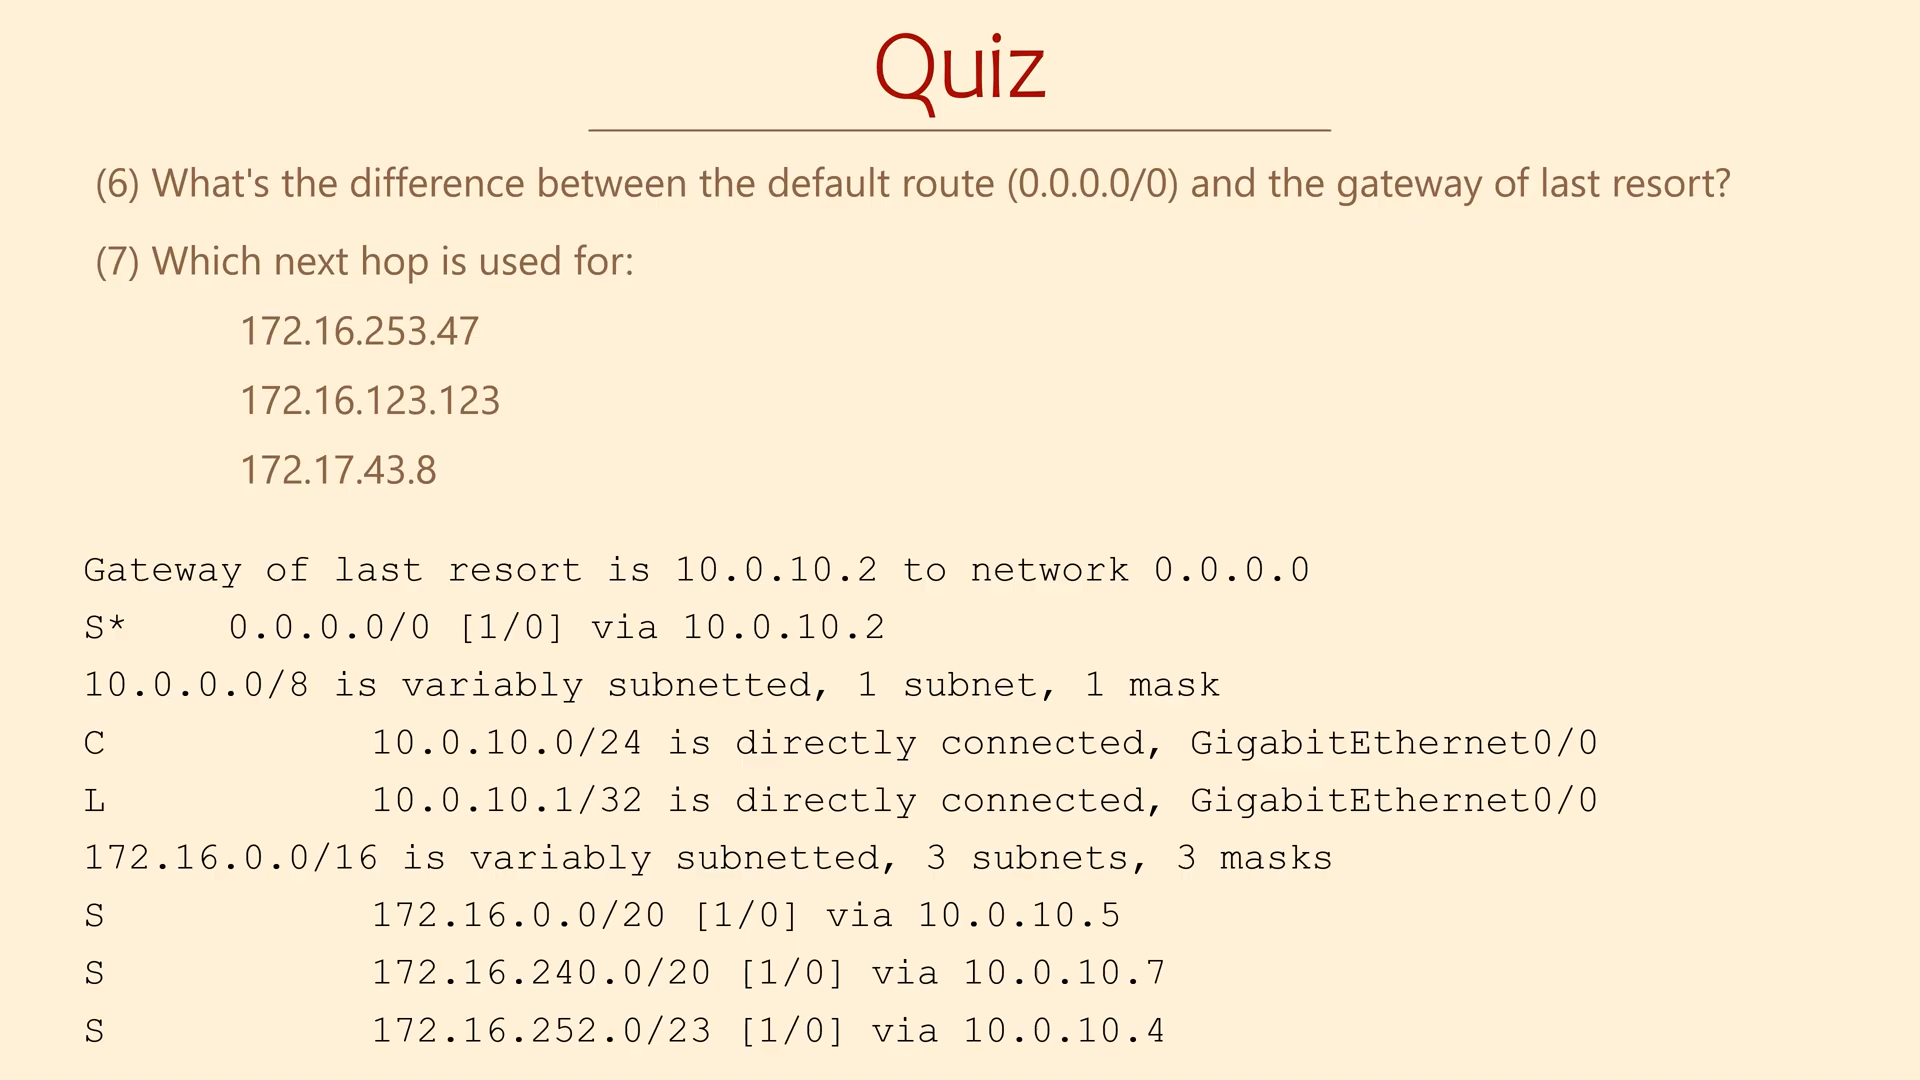 Quiz
(6) What's the difference between the default route (0.0.0.0/0) and the gateway of last resort?
(7) Which next hop is used for:
172.16.253.47
172.16.123.123
172.17.43.8
Gateway of last resort is 10.0.10.2 to network 0.0.0.0
S* 0.0.0.0/0 [1/0] via 10.0.10.2
10.0.0.0/8 is variably subnetted, 1 subnet, 1 mask
C 10.0.10.0/24 is directly connected, GigabitEthernet0/0
L 10.0.10.1/32 is directly connected, GigabitEthernet0/0
172.16.0.0/16 is variably subnetted, 3 subnets, 3 masks
S 172.16.0.0/20 [1/0] via 10.0.10.5
S 172.16.240.0/20 [1/0] via 10.0.10.7
S 172.16.252.0/23 [1/0] via 10.0.10.4